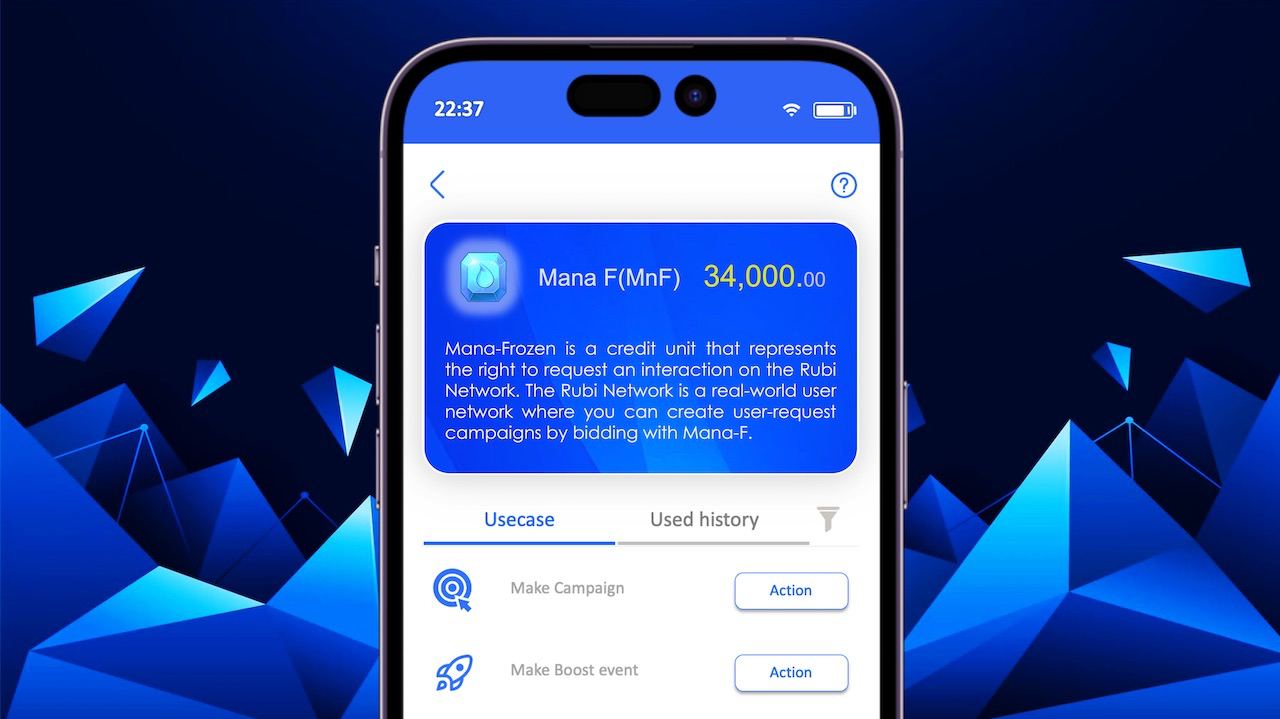 22:37
Mana F(MnF) 34,000.00
Mana-Frozen is a credit unit that represents
the right to request an interaction on the Rubi
Network. The Rubi Network is a real-world user
network where you can create user-request
campaigns by bidding with Mana-F.
Usecase Used history
Make Campaign Action
Make Boost event Action